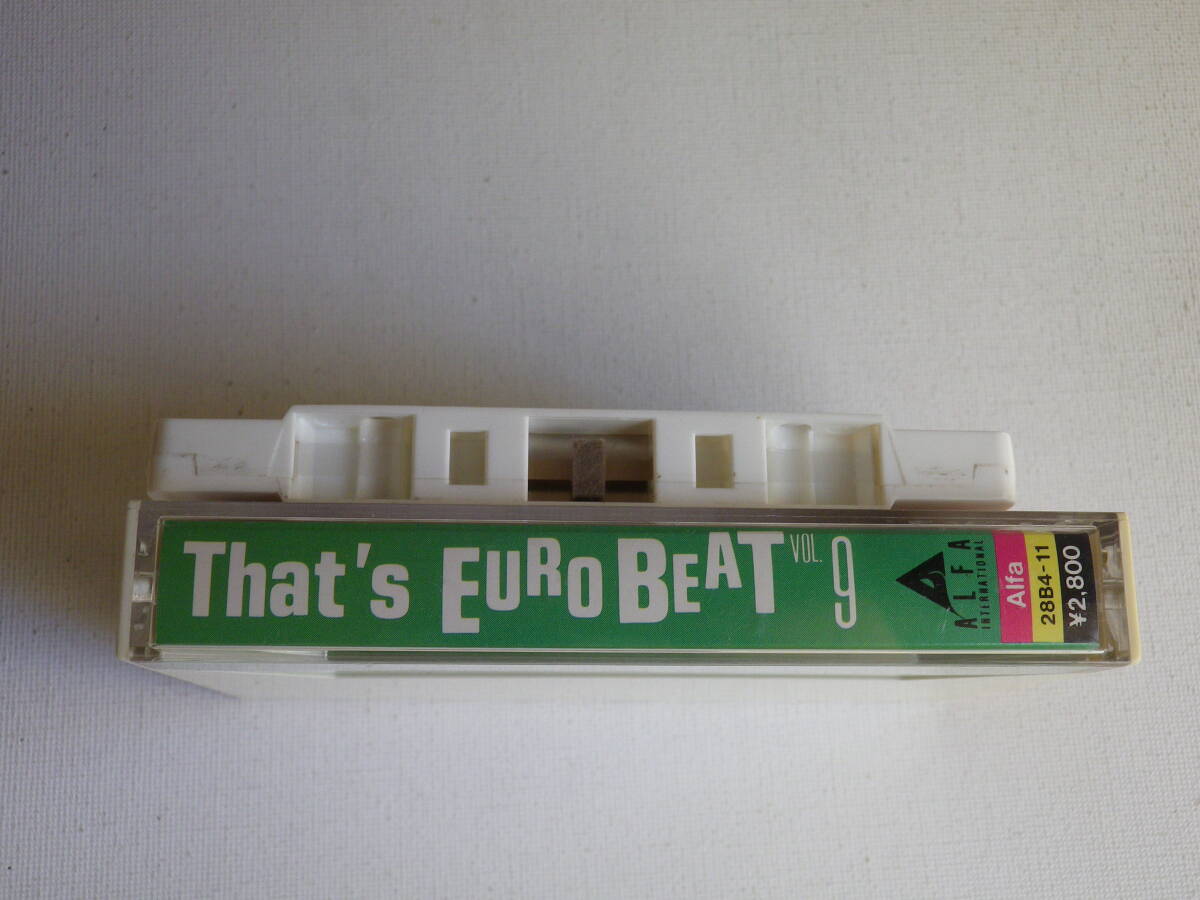 That's EURO BEAT VOL. 9
ALFA
INTERNATIONAL
Alfa
28B4-11
¥2,800